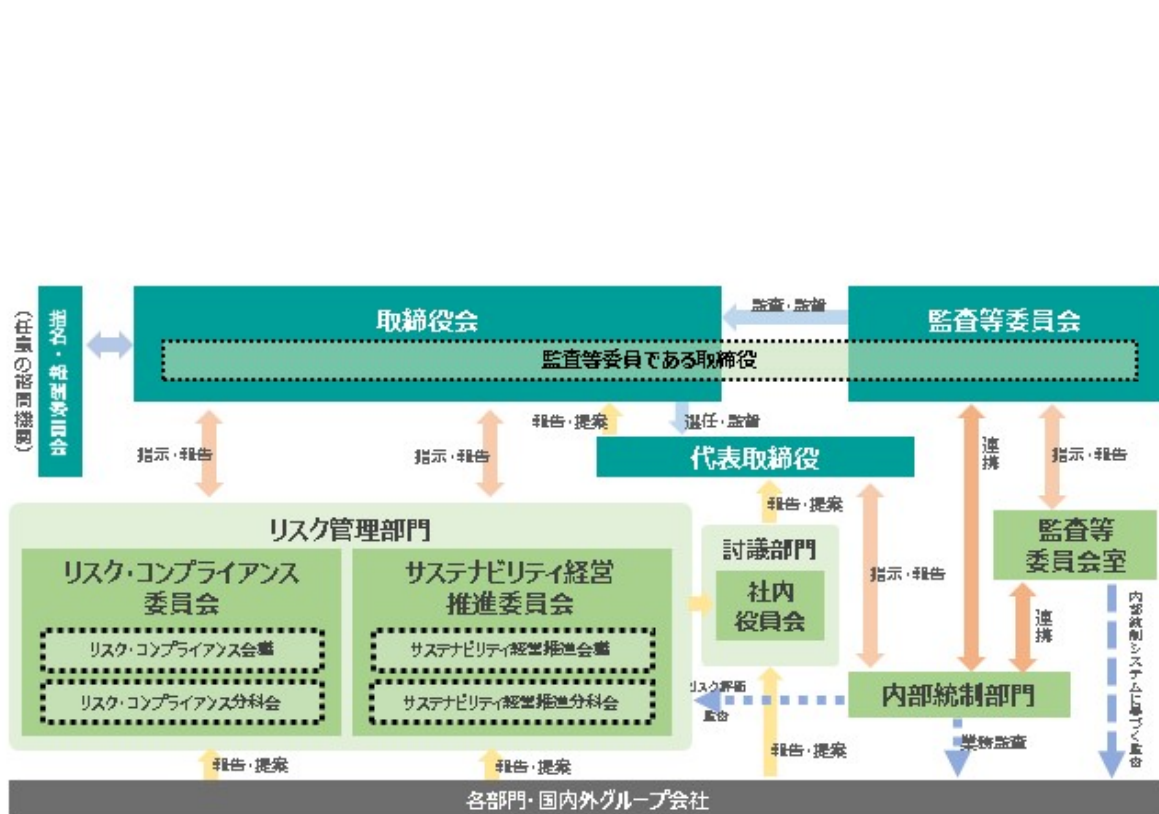 取締役会
監査等委員会
監査・監督
監査等委員である取締役
(任意の諮問機関)
指名・報酬委員会
報告・提案
選任・監督
指示・報告
指示・報告
代表取締役
連携
指示・報告
報告・提案
リスク管理部門
討議部門
監査等
委員会室
リスク・コンプライアンス
委員会
サステナビリティ経営
推進委員会
社内
役員会
指示・報告
リスク・コンプライアンス会議
サステナビリティ経営推進会議
連携
内部統制システムに基づく監査
リスク・コンプライアンス分科会
サステナビリティ経営推進分科会
リスク評価
監査
内部統制部門
業務監査
報告・提案
報告・提案
報告・提案
各部門・国内外グループ会社